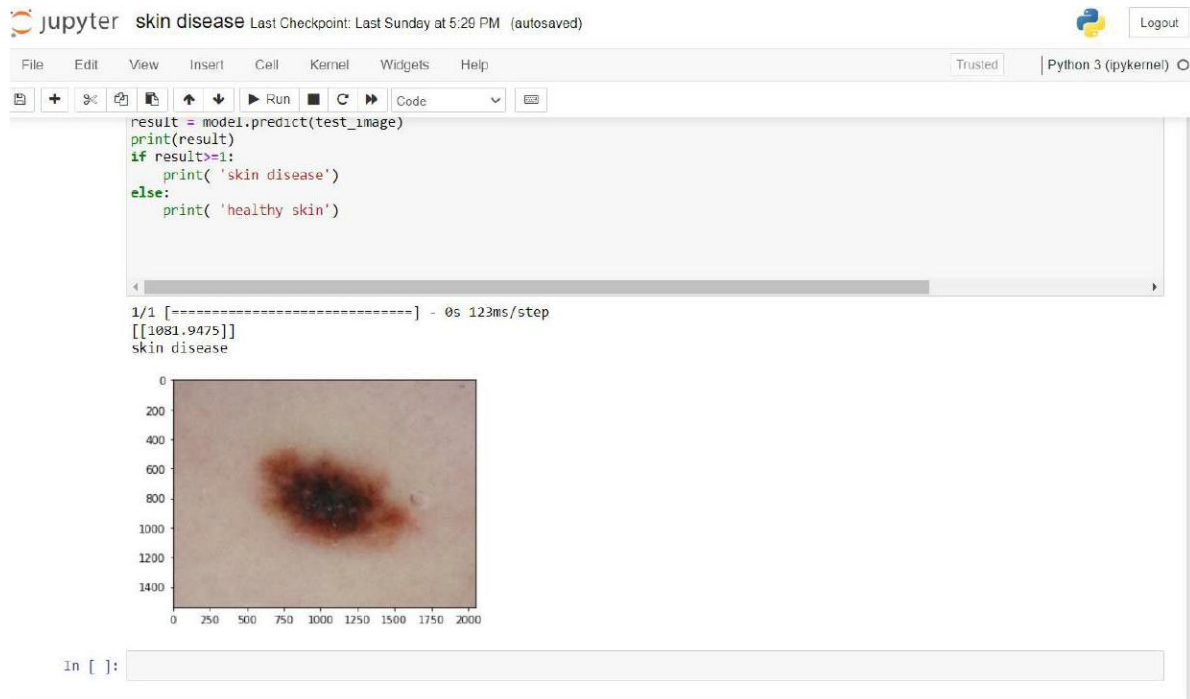 jupyter skin disease Last Checkpoint: Last Sunday at 5:29 PM (autosaved) Logout
File Edit View Insert Cell Kernel Widgets Help Trusted Python 3 (ipykernel)
Run Code
result = model.predict(test_image)
print(result)
if result>=1:
    print( 'skin disease')
else:
    print( 'healthy skin')
1/1 [==============================] - 0s 123ms/step
[[1081.9475]]
skin disease
0
200
400
600
800
1000
1200
1400
0 250 500 750 1000 1250 1500 1750 2000
In [ ]: